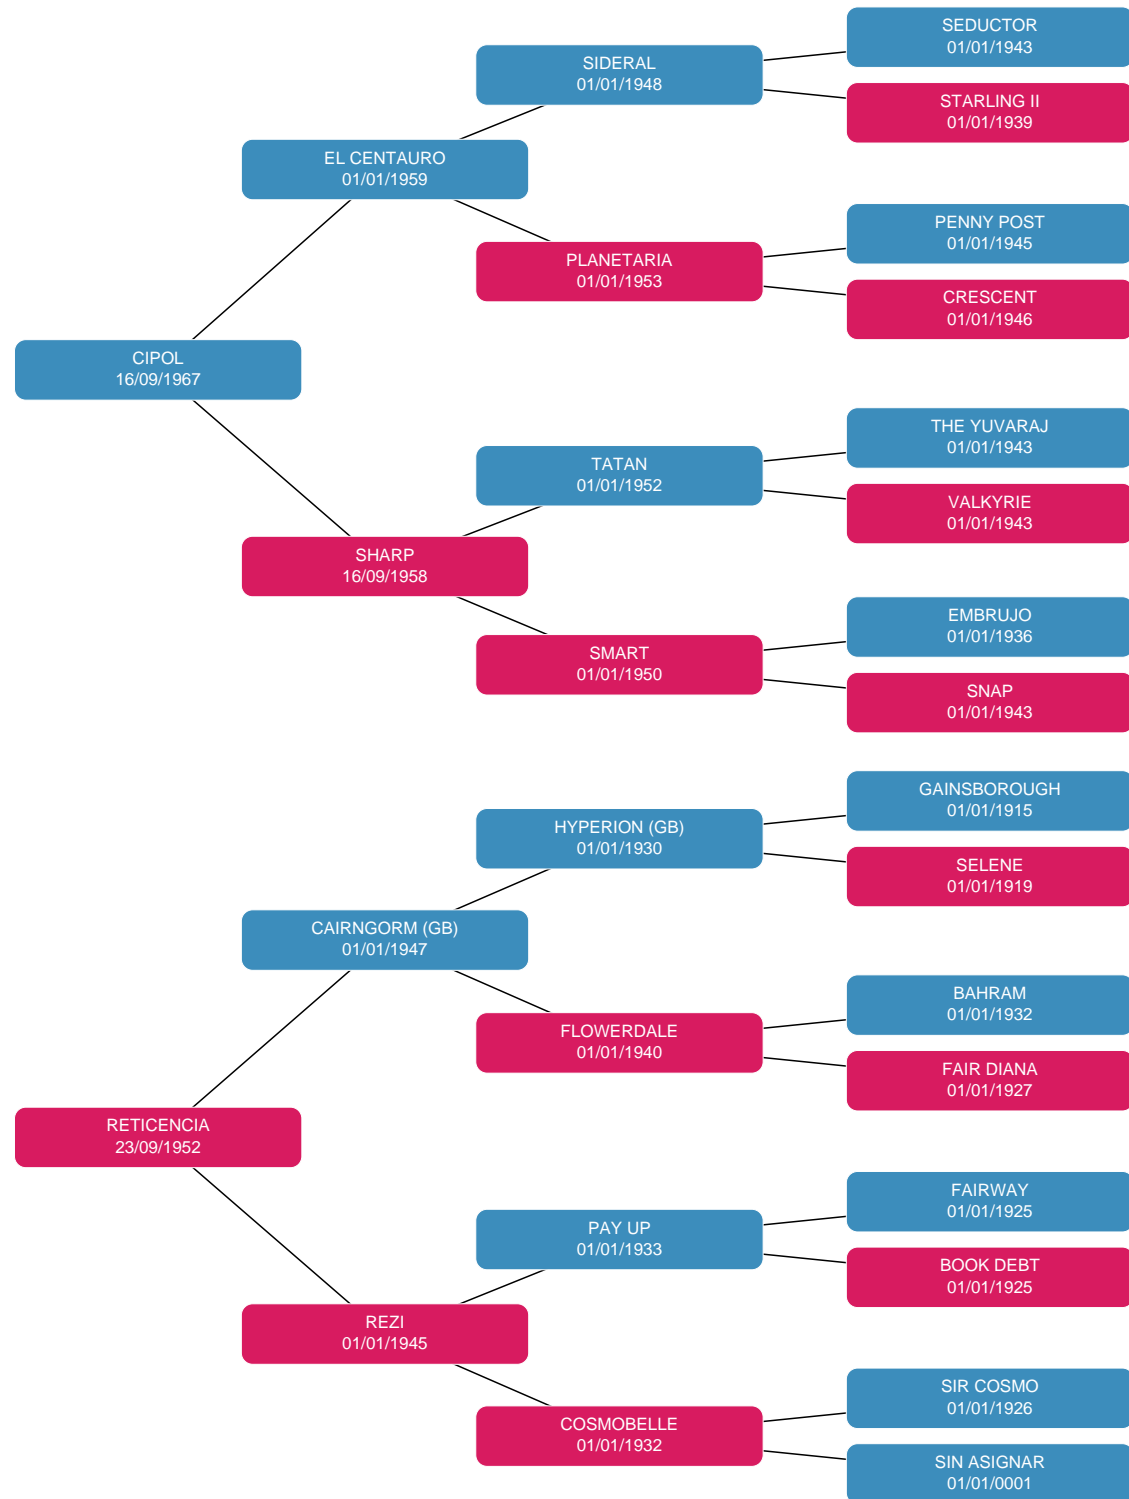 SEDUCTOR
01/01/1943
SIDERAL
01/01/1948
STARLING II
01/01/1939
EL CENTAURO
01/01/1959
PENNY POST
01/01/1945
PLANETARIA
01/01/1953
CRESCENT
01/01/1946
CIPOL
16/09/1967
THE YUVARAJ
01/01/1943
TATAN
01/01/1952
VALKYRIE
01/01/1943
SHARP
16/09/1958
EMBRUJO
01/01/1936
SMART
01/01/1950
SNAP
01/01/1943
GAINSBOROUGH
01/01/1915
HYPERION (GB)
01/01/1930
SELENE
01/01/1919
CAIRNGORM (GB)
01/01/1947
BAHRAM
01/01/1932
FLOWERDALE
01/01/1940
FAIR DIANA
01/01/1927
RETICENCIA
23/09/1952
FAIRWAY
01/01/1925
PAY UP
01/01/1933
BOOK DEBT
01/01/1925
REZI
01/01/1945
SIR COSMO
01/01/1926
COSMOBELLE
01/01/1932
SIN ASIGNAR
01/01/0001